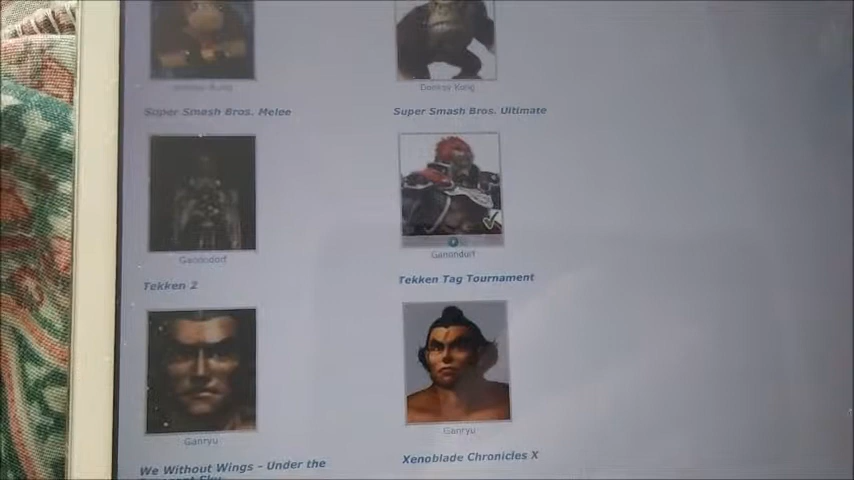 Donkey Kong
Super Smash Bros. Melee
Super Smash Bros. Ultimate
Ganondorf
Ganondorf
Tekken 2
Tekken Tag Tournament
Ganryu
Ganryu
We Without Wings - Under the
Xenoblade Chronicles X